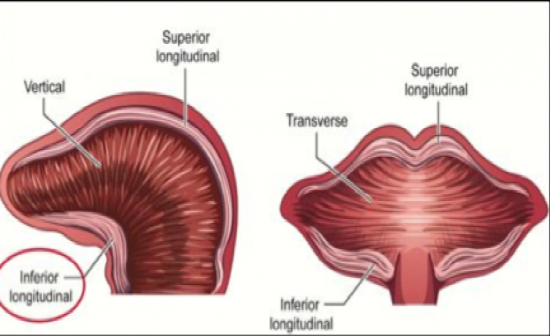 Superior
longitudinal
Vertical
Inferior
longitudinal
Superior
longitudinal
Transverse
Inferior
longitudinal